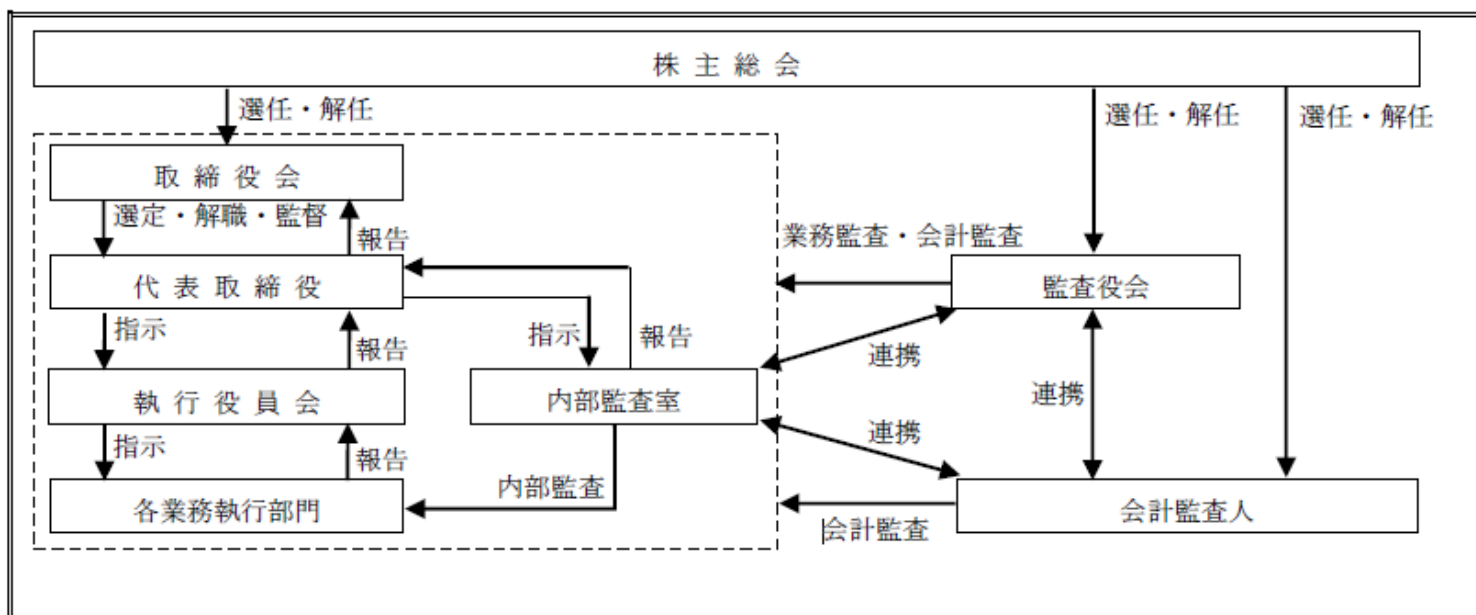 株主総会
選任・解任
選任・解任
選任・解任
取締役会
選定・解職・監督
報告
業務監査・会計監査
代表取締役
監査役会
指示
報告
指示
報告
連携
執行役員会
内部監査室
連携
指示
報告
連携
内部監査
各業務執行部門
会計監査人
会計監査